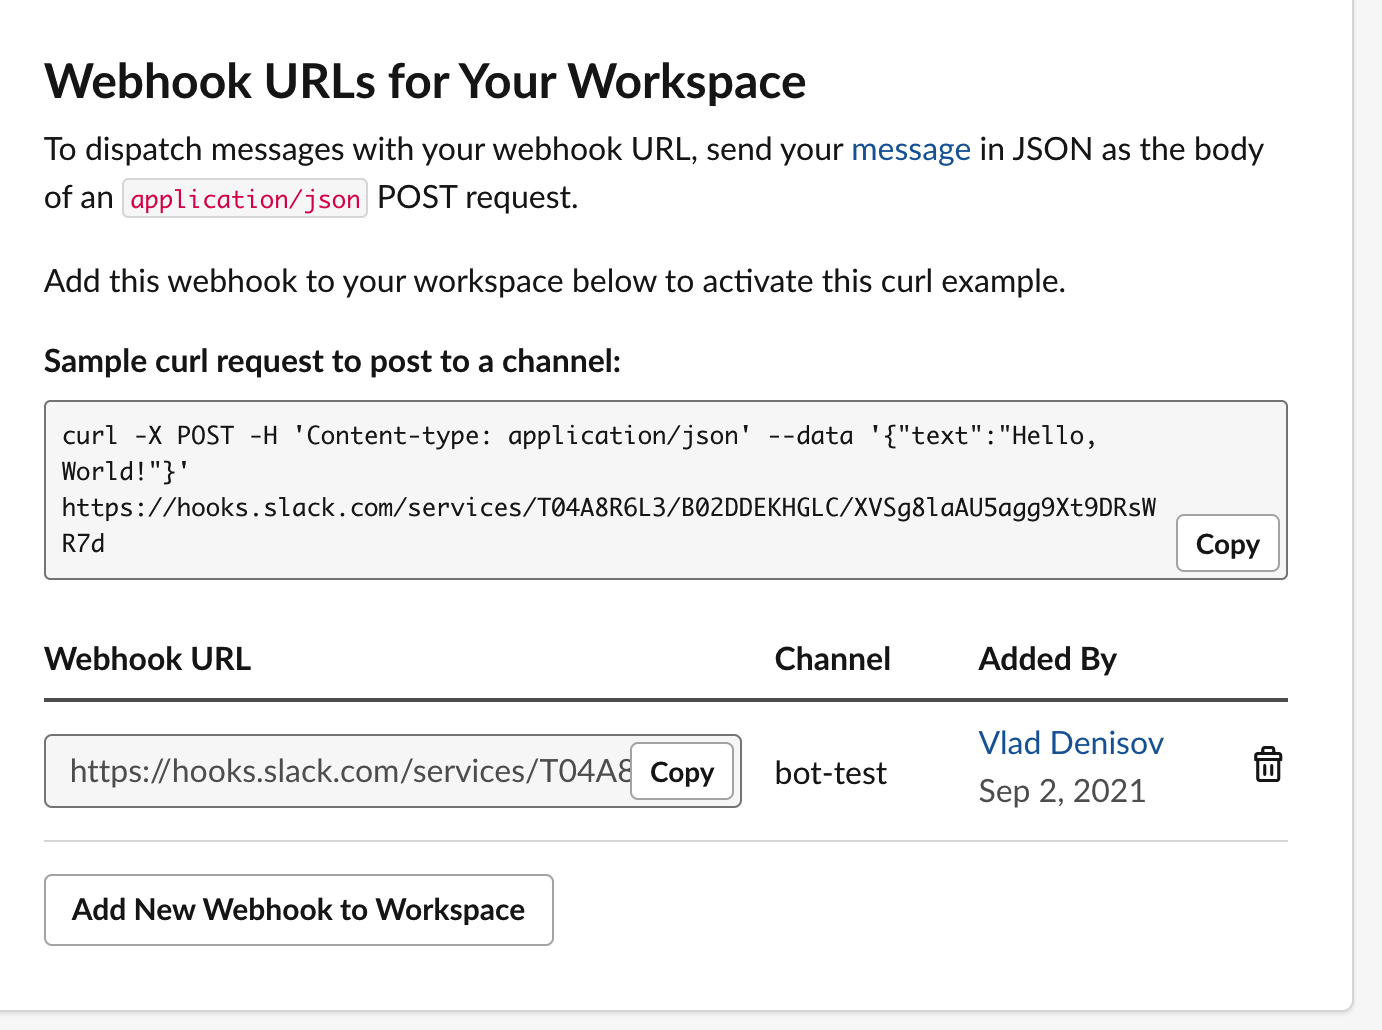 Webhook URLs for Your Workspace
To dispatch messages with your webhook URL, send your message in JSON as the body
of an application/json POST request.
Add this webhook to your workspace below to activate this curl example.
Sample curl request to post to a channel:
curl -X POST -H 'Content-type: application/json' --data '{"text":"Hello,
World!"}'
https://hooks.slack.com/services/T04A8R6L3/B02DDEKHGLC/XVSg8laAU5agg9Xt9DRsW
R7d
Copy
Webhook URL Channel Added By
https://hooks.slack.com/services/T04A8 Copy bot-test Vlad Denisov
Sep 2, 2021
Add New Webhook to Workspace